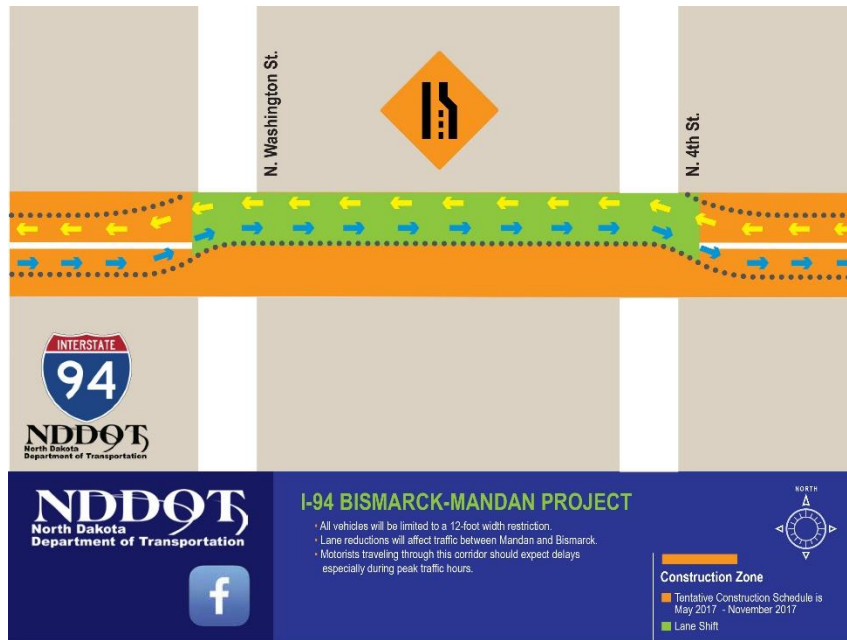 N. Washington St.
N. 4th St.
INTERSTATE
94
NDDOT
North Dakota
Department of Transportation
NDDOT
North Dakota
Department of Transportation
f
I-94 BISMARCK-MANDAN PROJECT
• All vehicles will be limited to a 12-foot width restriction.
• Lane reductions will affect traffic between Mandan and Bismarck.
• Motorists traveling through this corridor should expect delays
especially during peak traffic hours.
NORTH
Construction Zone
Tentative Construction Schedule is
May 2017 - November 2017
Lane Shift